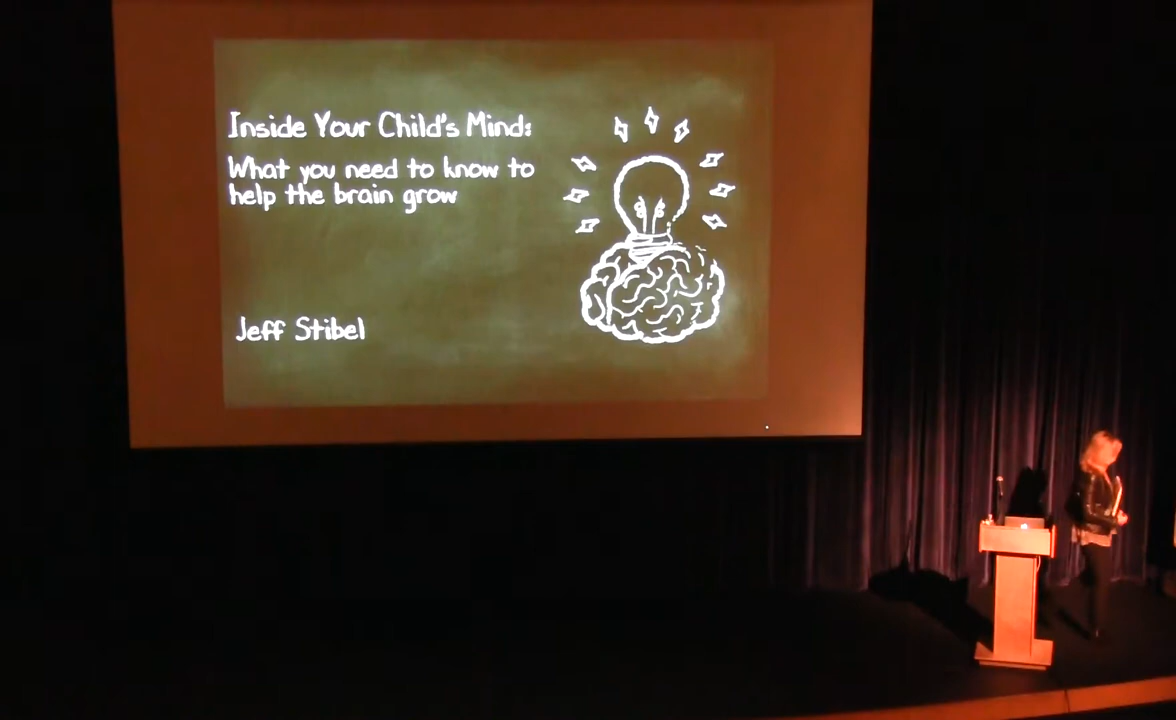 Inside Your Child's Mind:
What you need to know to
help the brain grow
Jeff Stibel